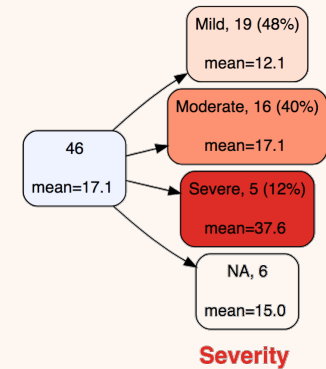 Mild, 19 (48%)
mean=12.1
Moderate, 16 (40%)
mean=17.1
46
mean=17.1
Severe, 5 (12%)
mean=37.6
NA, 6
mean=15.0
Severity